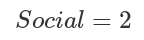 Social = 2